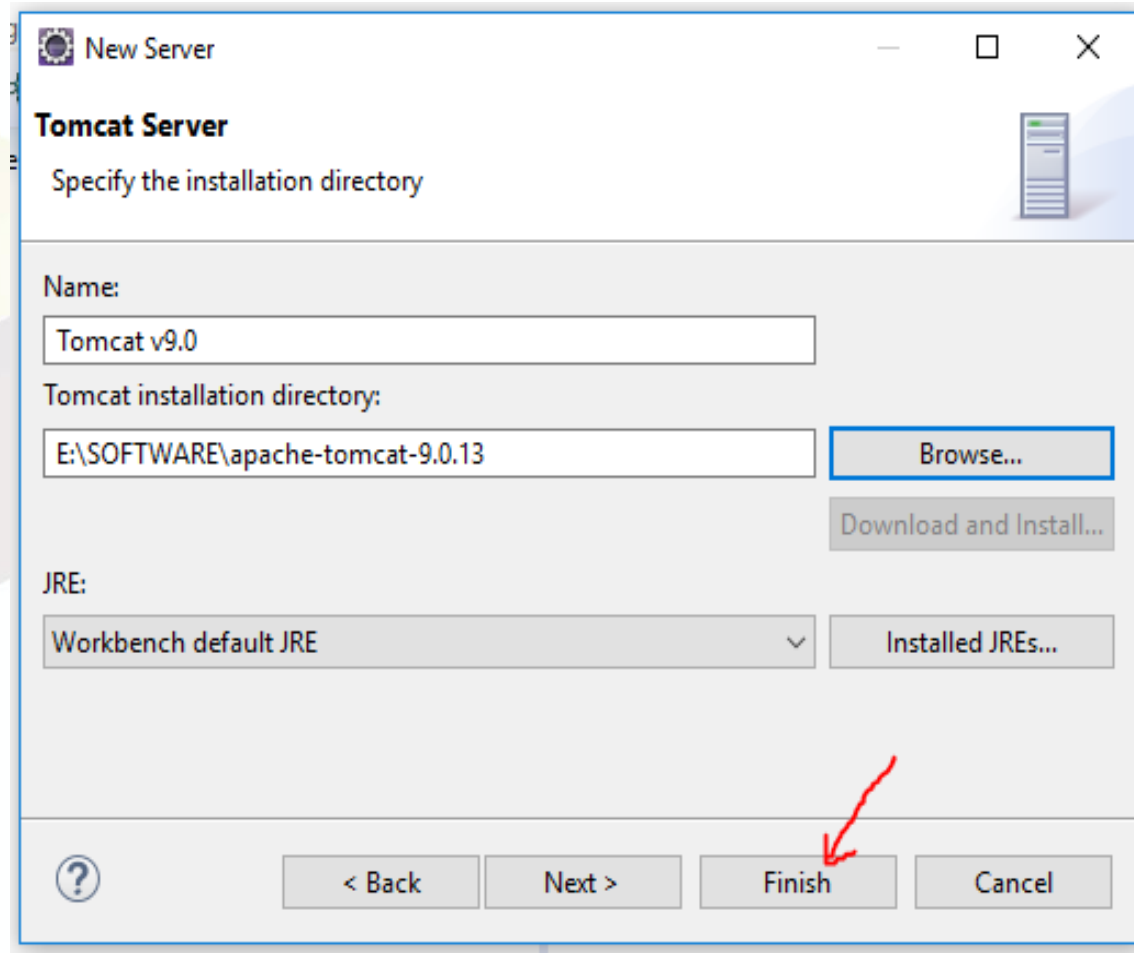 New Server
Tomcat Server
Specify the installation directory
Name:
Tomcat v9.0
Tomcat installation directory:
E:\SOFTWARE\apache-tomcat-9.0.13
Browse...
Download and Install...
JRE:
Workbench default JRE
Installed JREs...
< Back
Next >
Finish
Cancel